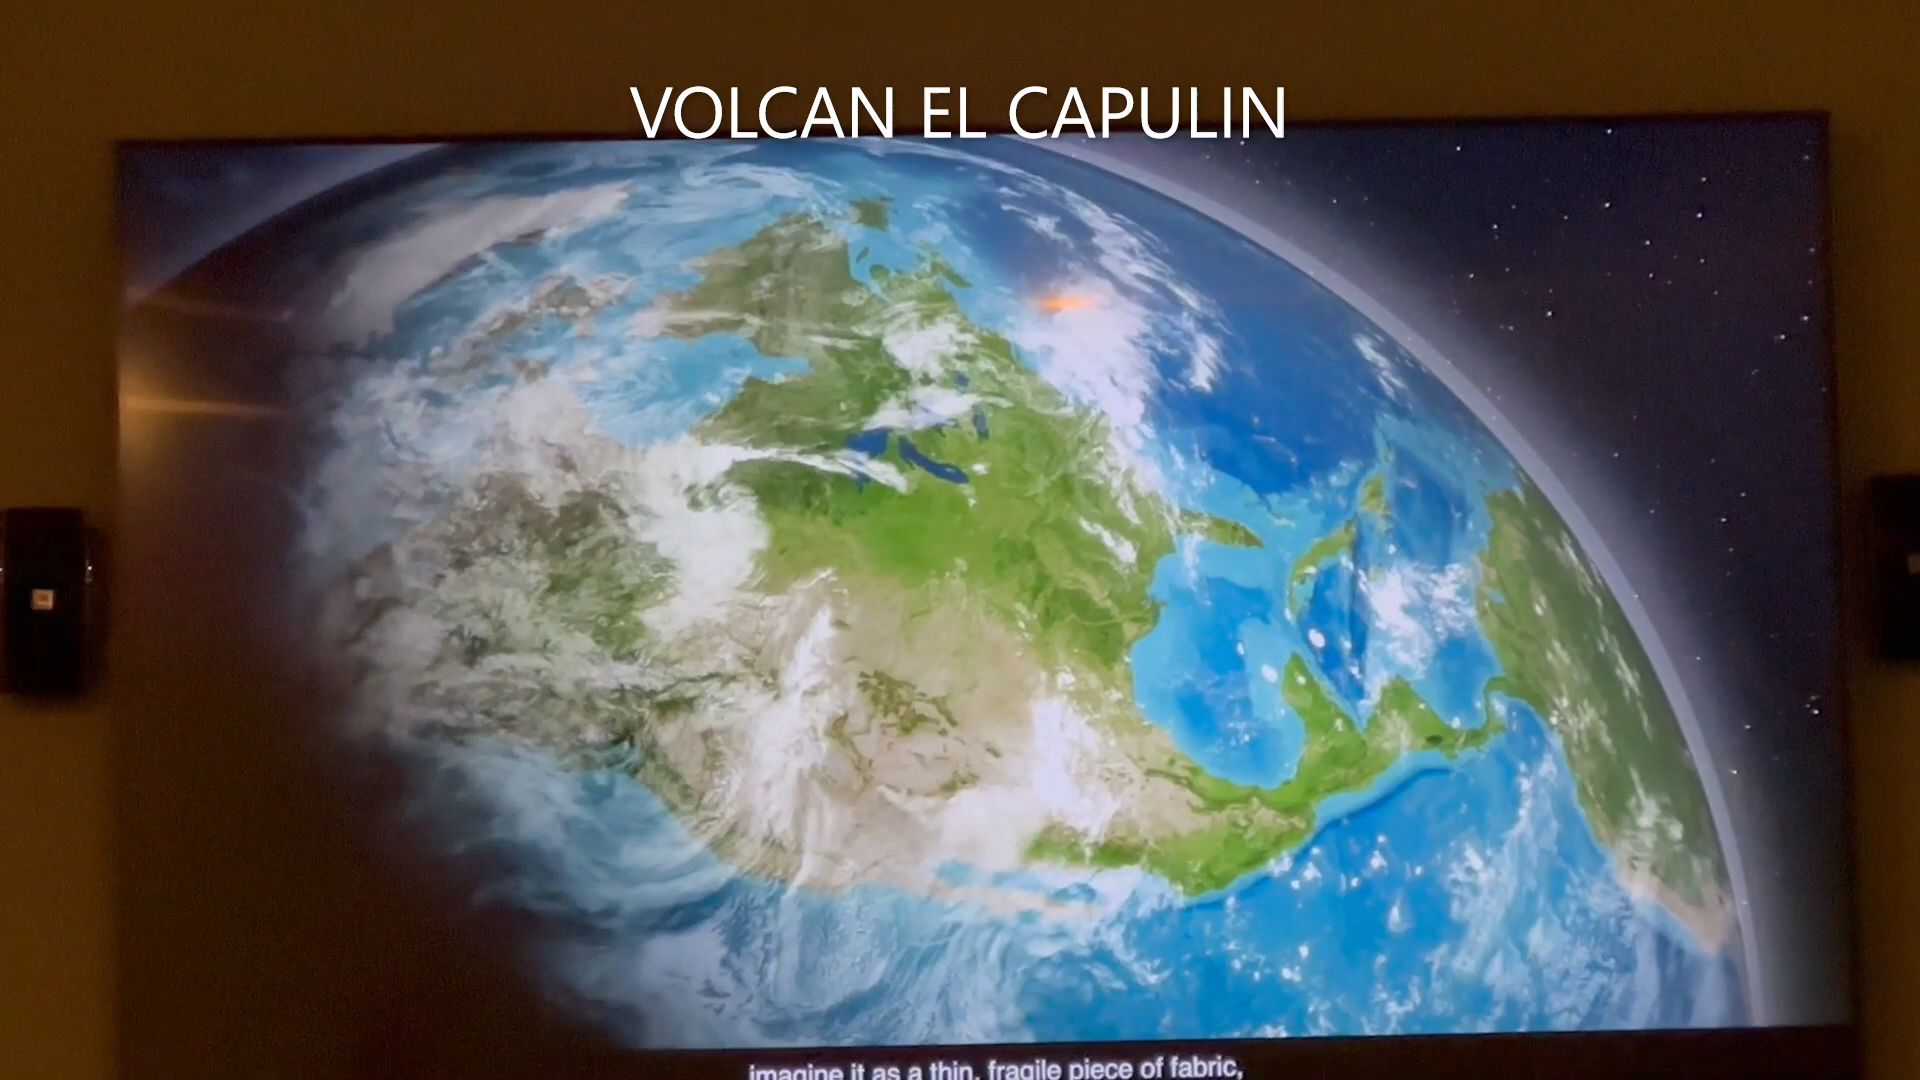 VOLCAN EL CAPULIN
imagine it as a thin, fragile piece of fabric,